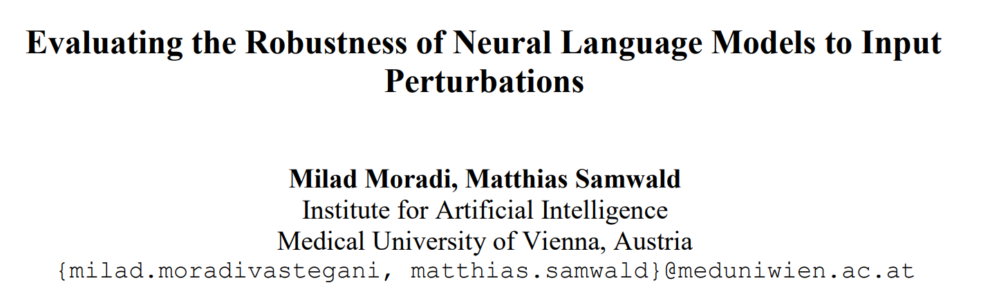 Evaluating the Robustness of Neural Language Models to Input
Perturbations
Milad Moradi, Matthias Samwald
Institute for Artificial Intelligence
Medical University of Vienna, Austria
{milad.moradivastegani, matthias.samwald}@meduniwien.ac.at